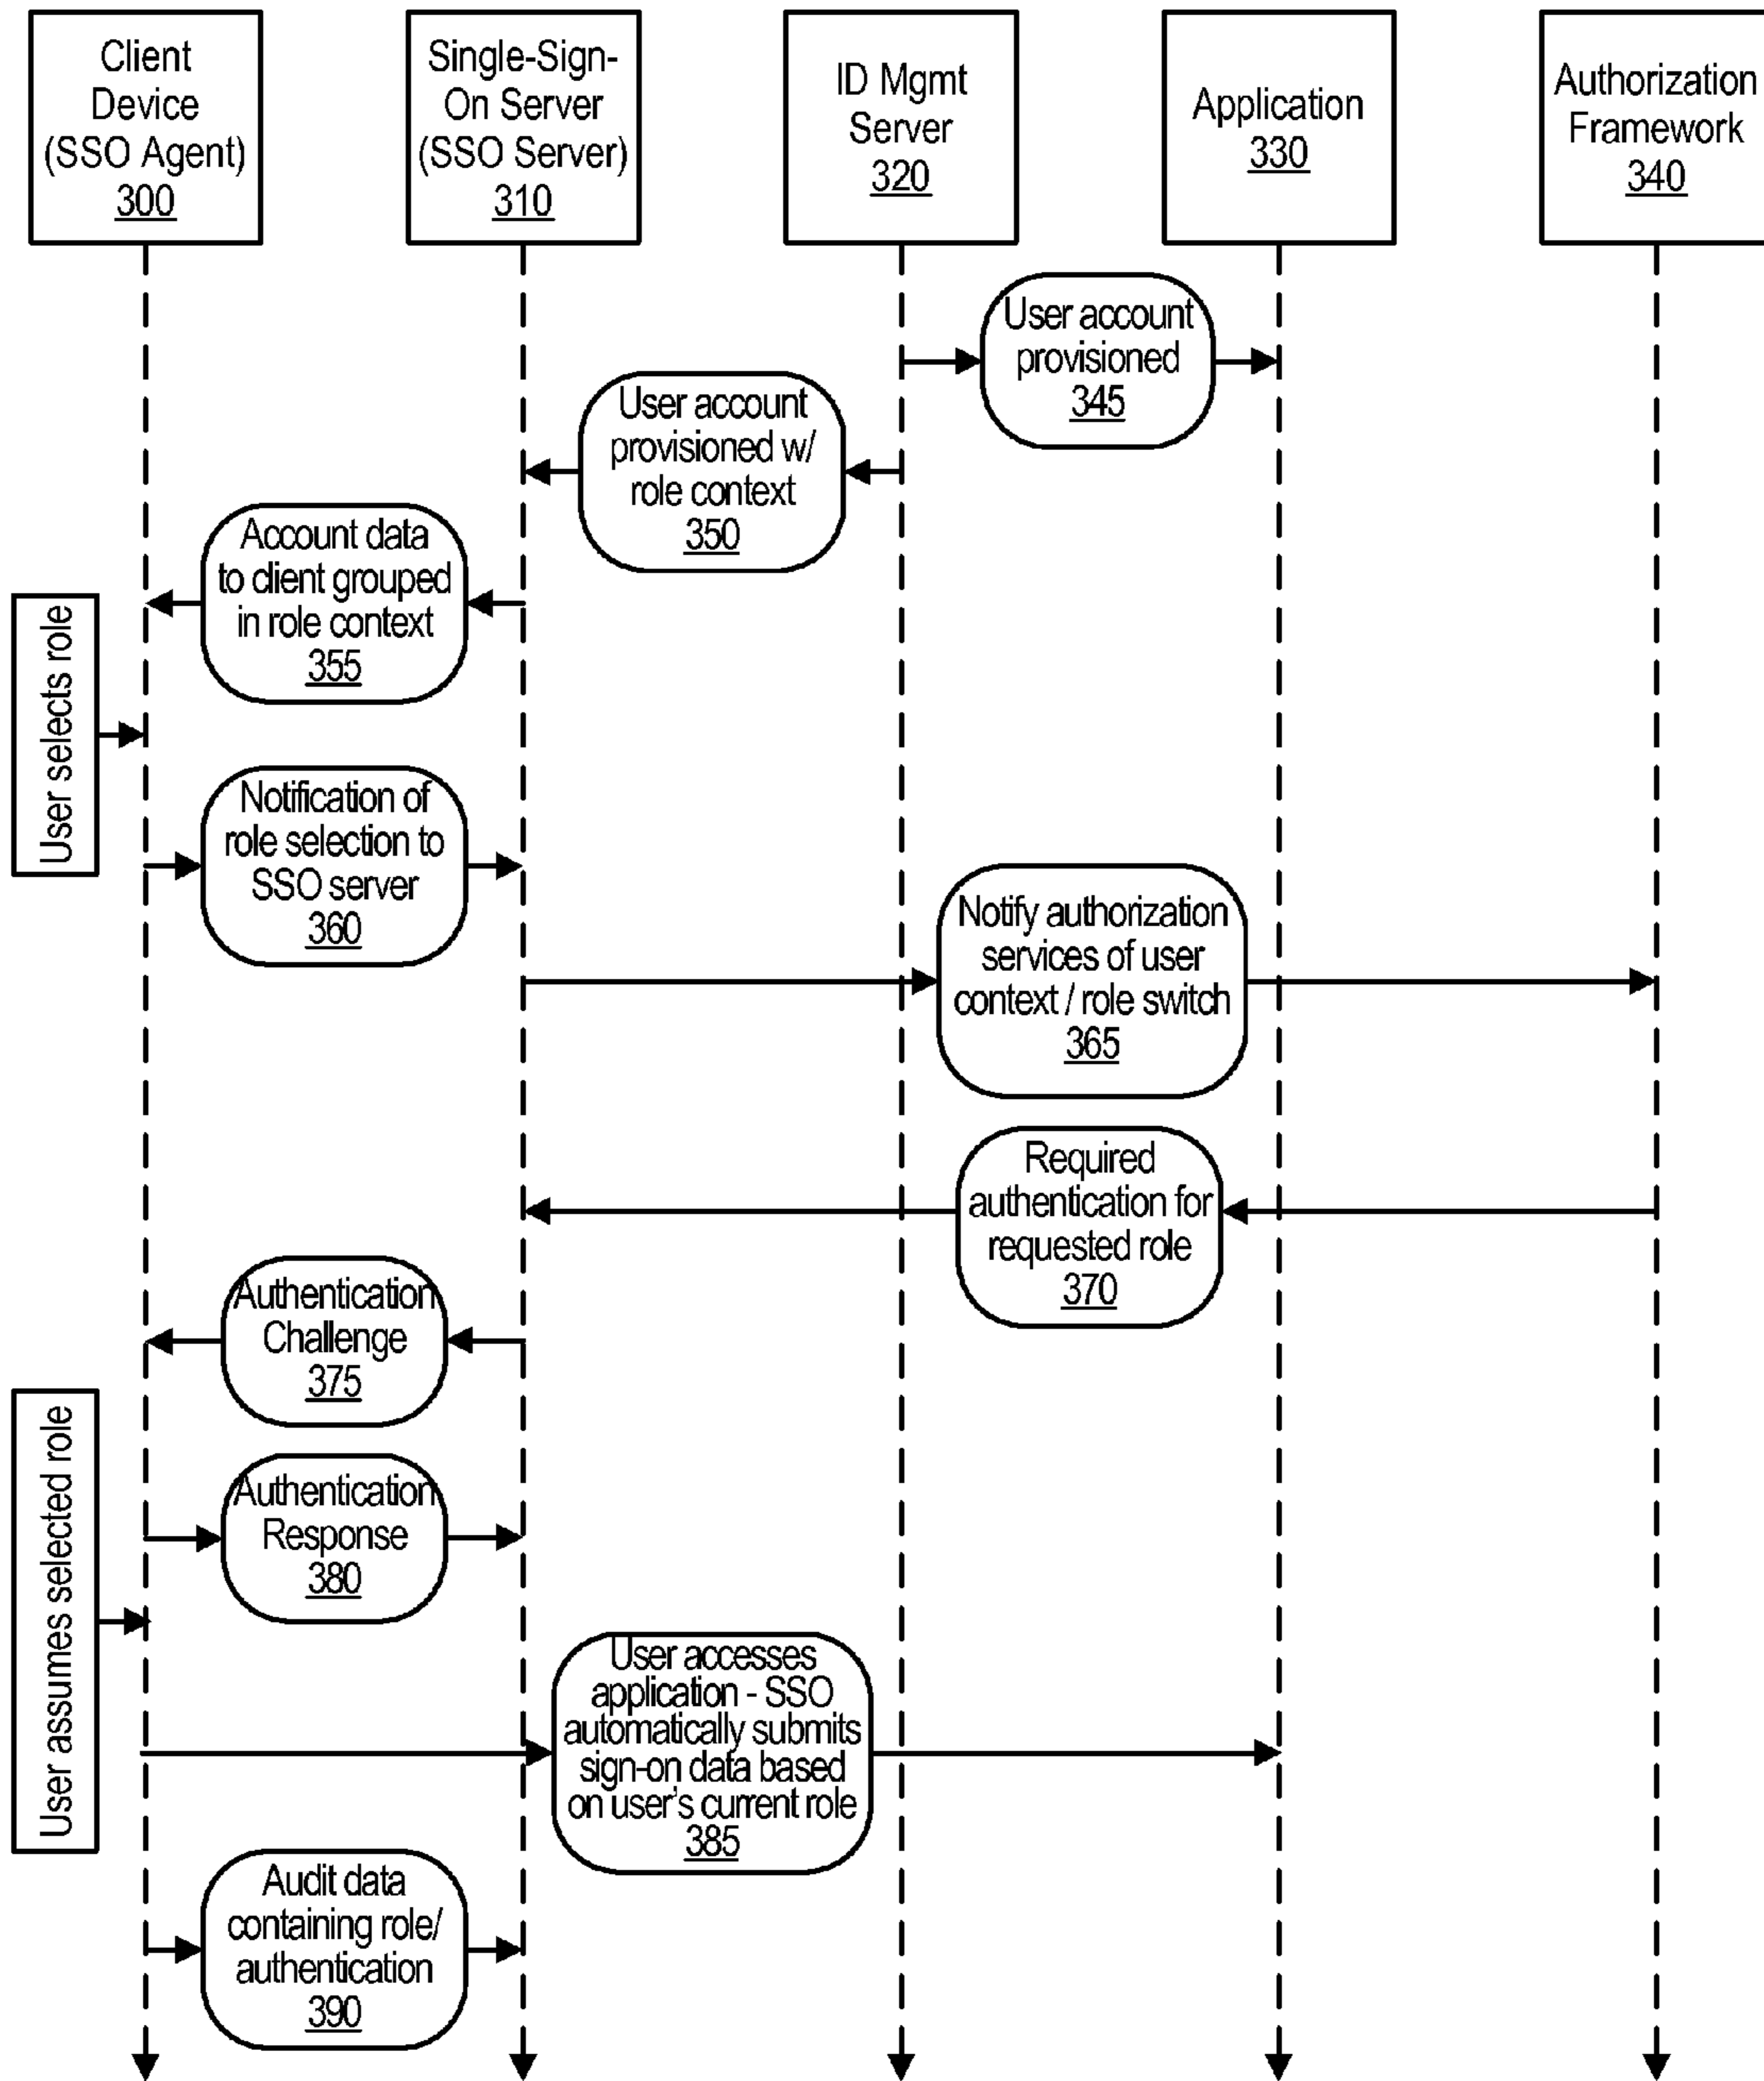 Client
Device
(SSO Agent)
300
Single-Sign-
On Server
(SSO Server)
310
ID Mgmt
Server
320
Application
330
Authorization
Framework
340
User account
provisioned
345
User account
provisioned w/
role context
350
Account data
to client grouped
in role context
355
User selects role
Notification of
role selection to
SSO server
360
Notify authorization
services of user
context / role switch
365
Required
authentication for
requested role
370
Authentication
Challenge
375
User assumes selected role
Authentication
Response
380
User accesses
application - SSO
automatically submits
sign-on data based
on user's current role
385
Audit data
containing role/
authentication
390